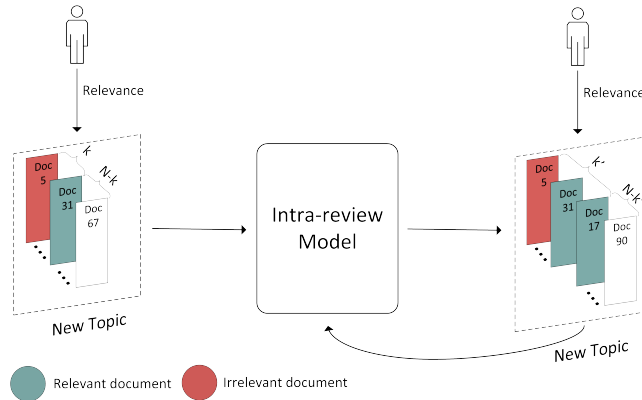 Relevance
Relevance
k
N-k
Doc
5
Doc
31
Doc
67
New Topic
Intra-review
Model
k'
N-k
Doc
5
Doc
31
Doc
17
Doc
90
New Topic
Relevant document
Irrelevant document